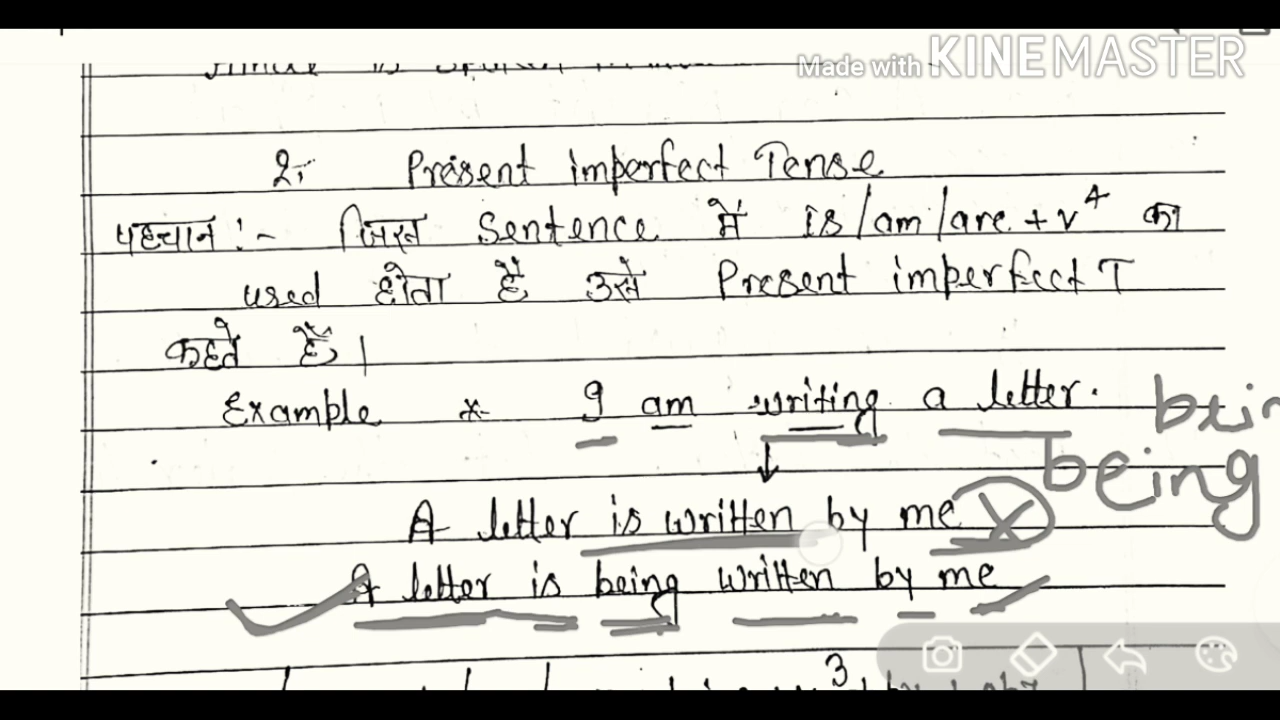 Made with KINEMASTER
2. Present imperfect Tense
पहचान :- जिस Sentence में is/am/are + v⁴ का
used होता है उसे Present imperfect T
कहते हैं।
Example * I am writing a letter.
being
A letter is written by me X
A letter is being written by me
3